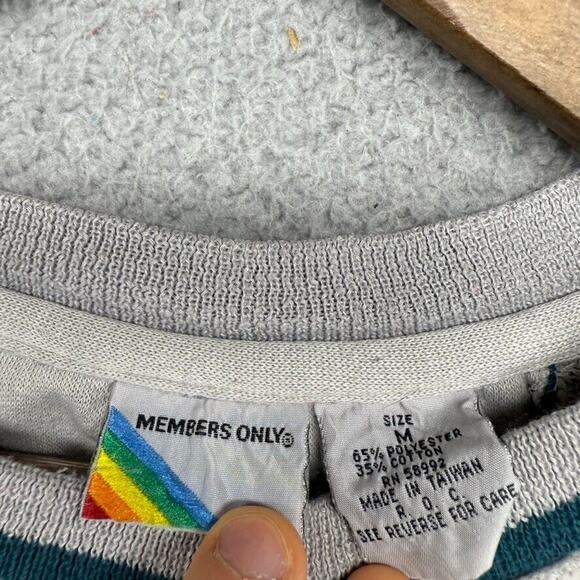 MEMBERS ONLY®
SIZE
M
65% POLYESTER
35% COTTON
RN 58992
MADE IN TAIWAN
R. O. C.
SEE REVERSE FOR CARE